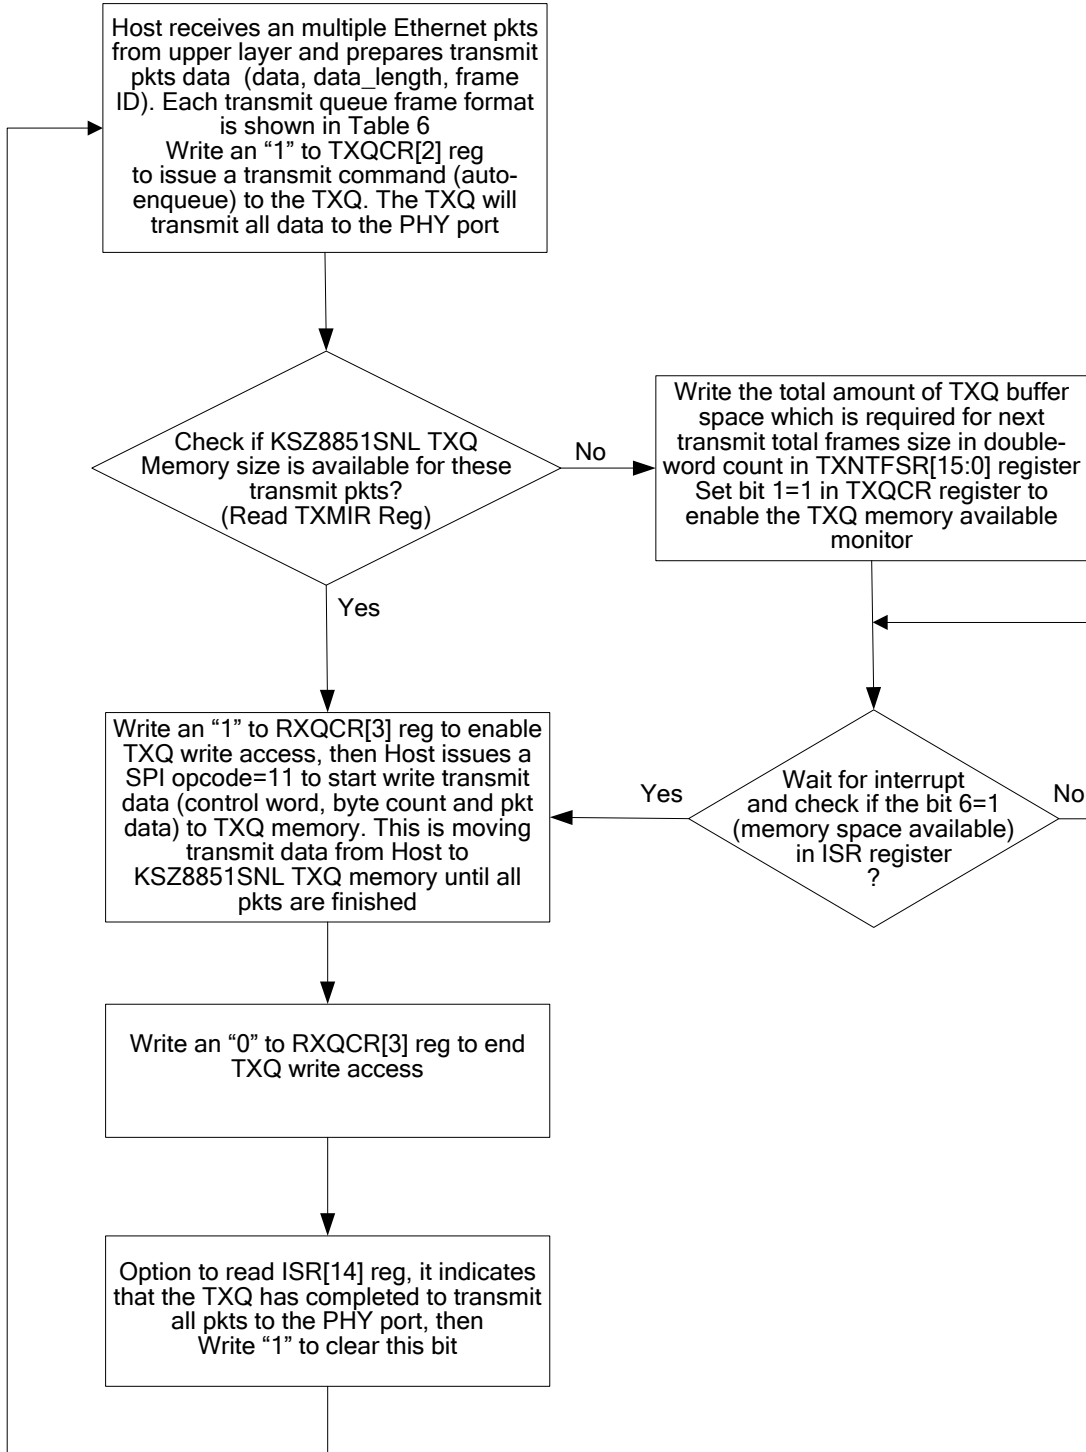 Host receives an multiple Ethernet pkts
from upper layer and prepares transmit
pkts data  (data, data_length, frame
ID). Each transmit queue frame format
is shown in Table 6
Write an “1” to TXQCR[2] reg
to issue a transmit command (auto-
enqueue) to the TXQ. The TXQ will
transmit all data to the PHY port
Check if KSZ8851SNL TXQ
Memory size is available for these
transmit pkts?
(Read TXMIR Reg)
No
Write the total amount of TXQ buffer
space which is required for next
transmit total frames size in double-
word count in TXNTFSR[15:0] register
Set bit 1=1 in TXQCR register to
enable the TXQ memory available
monitor
Yes
Write an “1” to RXQCR[3] reg to enable
TXQ write access, then Host issues a
SPI opcode=11 to start write transmit
data (control word, byte count and pkt
data) to TXQ memory. This is moving
transmit data from Host to
KSZ8851SNL TXQ memory until all
pkts are finished
Yes
Wait for interrupt
and check if the bit 6=1
(memory space available)
in ISR register
?
No
Write an “0” to RXQCR[3] reg to end
TXQ write access
Option to read ISR[14] reg, it indicates
that the TXQ has completed to transmit
all pkts to the PHY port, then
Write “1” to clear this bit